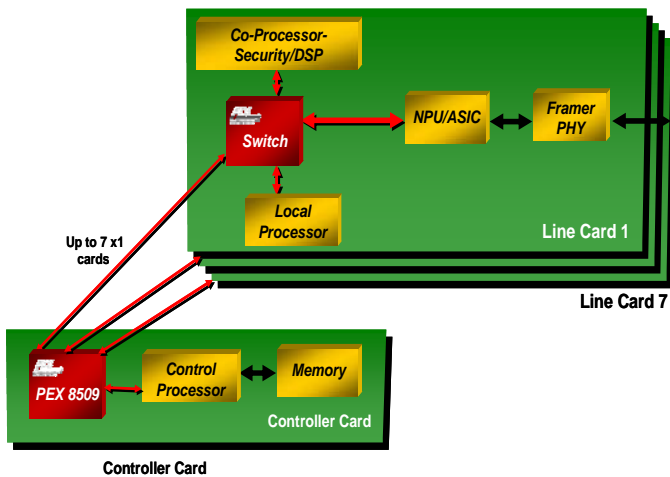 Co-Processor-
Security/DSP
Switch
NPU/ASIC
Framer
PHY
Local
Processor
Line Card 1
Up to 7 x1
cards
Line Card 7
PEX 8509
Control
Processor
Memory
Controller Card
Controller Card